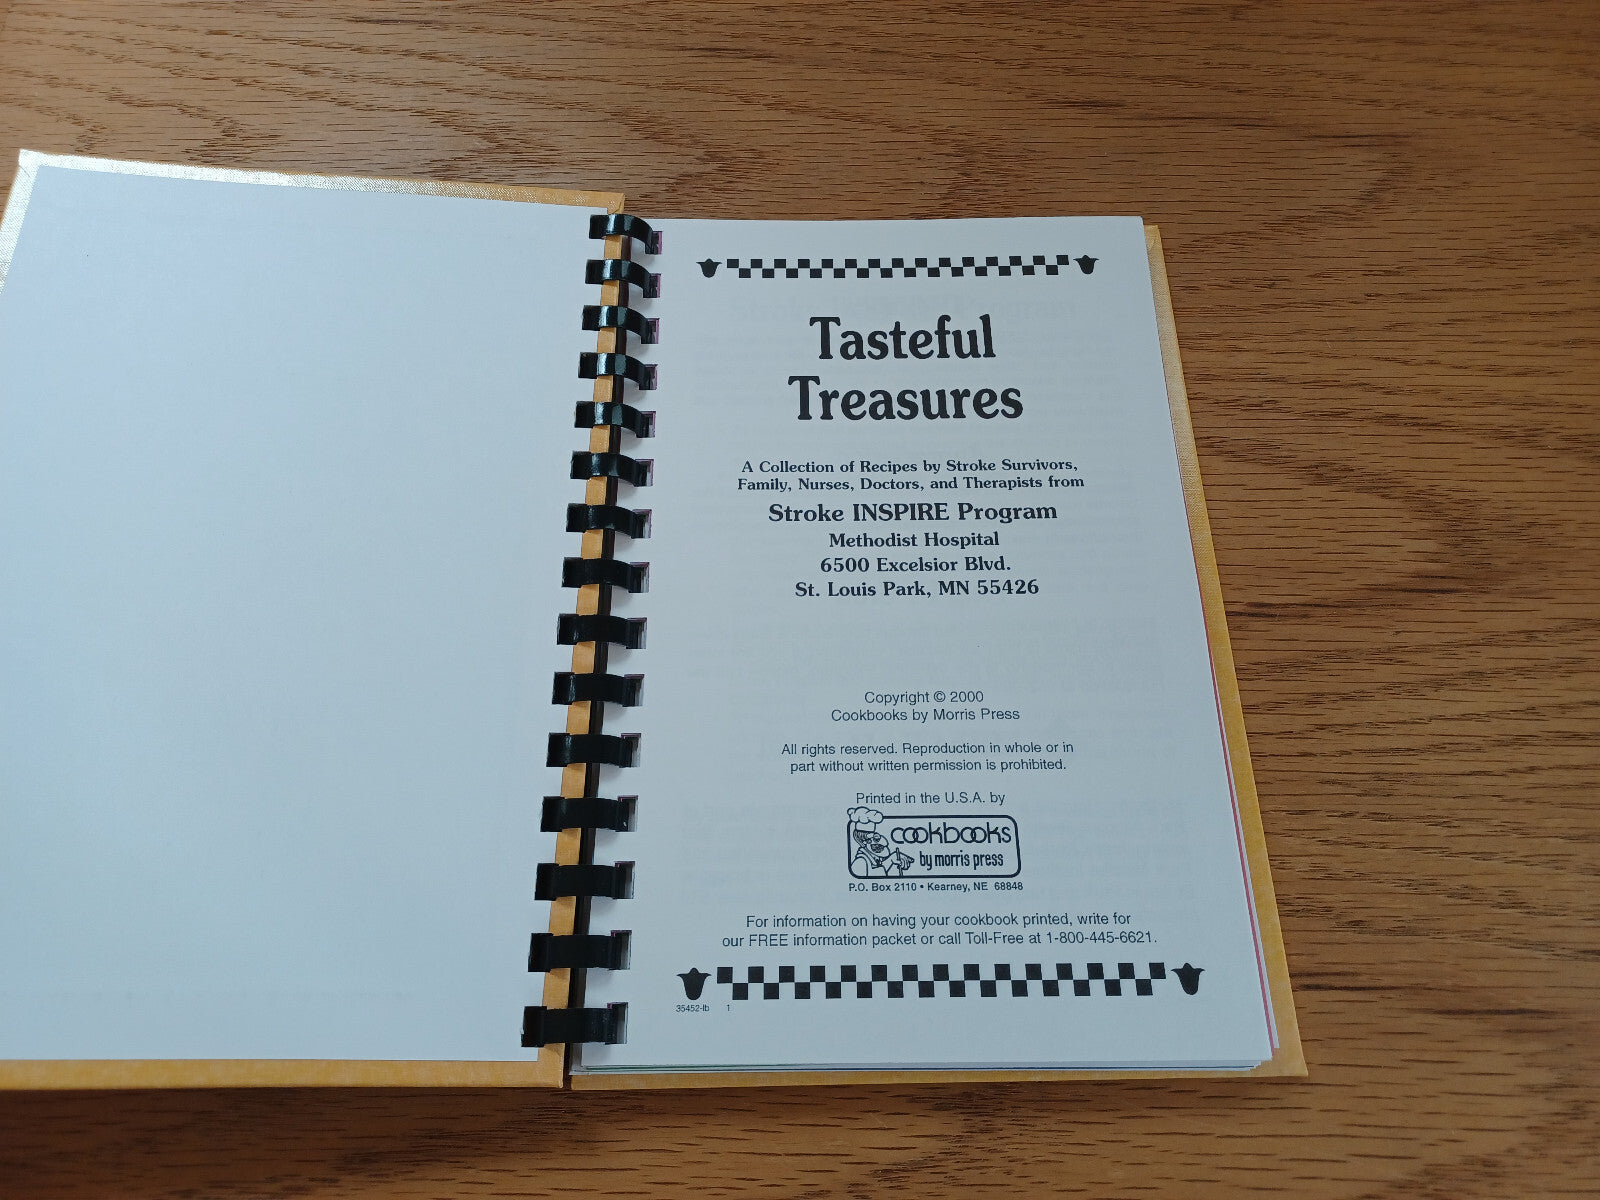 Tasteful
Treasures
A Collection of Recipes by Stroke Survivors,
Family, Nurses, Doctors, and Therapists from
Stroke INSPIRE Program
Methodist Hospital
6500 Excelsior Blvd.
St. Louis Park, MN 55426
Copyright © 2000
Cookbooks by Morris Press
All rights reserved. Reproduction in whole or in
part without written permission is prohibited.
Printed in the U.S.A. by
cookbooks
by morris press
P.O. Box 2110 • Kearney, NE 68848
For information on having your cookbook printed, write for
our FREE information packet or call Toll-Free at 1-800-445-6621.
35452-lb 1